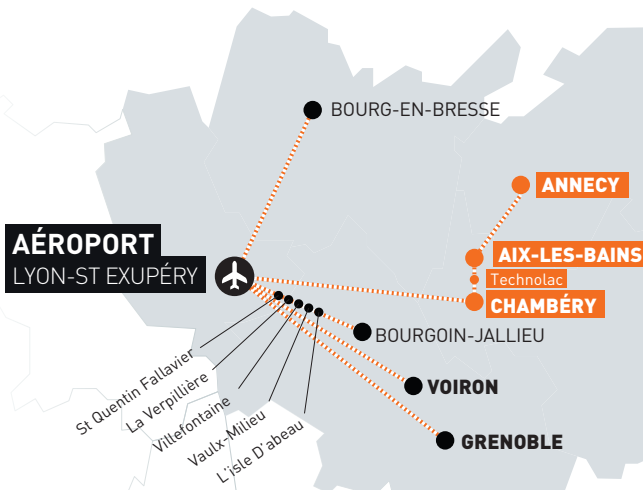 BOURG-EN-BRESSE
ANNECY
AÉROPORT
LYON-ST EXUPÉRY
AIX-LES-BAINS
Technolac
CHAMBÉRY
BOURGOIN-JALLIEU
St Quentin Fallavier
La Verpillière
Villefontaine
Vaulx-Milieu
L'isle D'abeau
VOIRON
GRENOBLE